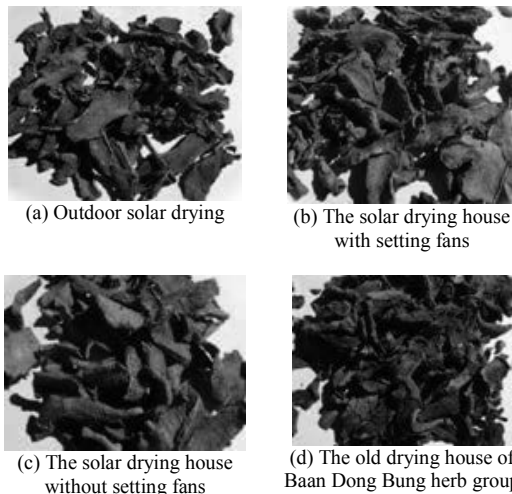 (a) Outdoor solar drying
(b) The solar drying house
with setting fans
(c) The solar drying house
without setting fans
(d) The old drying house of
Baan Dong Bung herb group